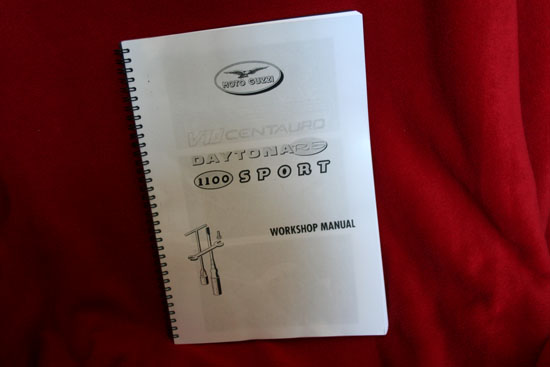 MOTO GUZZI
V10 CENTAURO
DAYTONA RS
1100 SPORT
WORKSHOP MANUAL